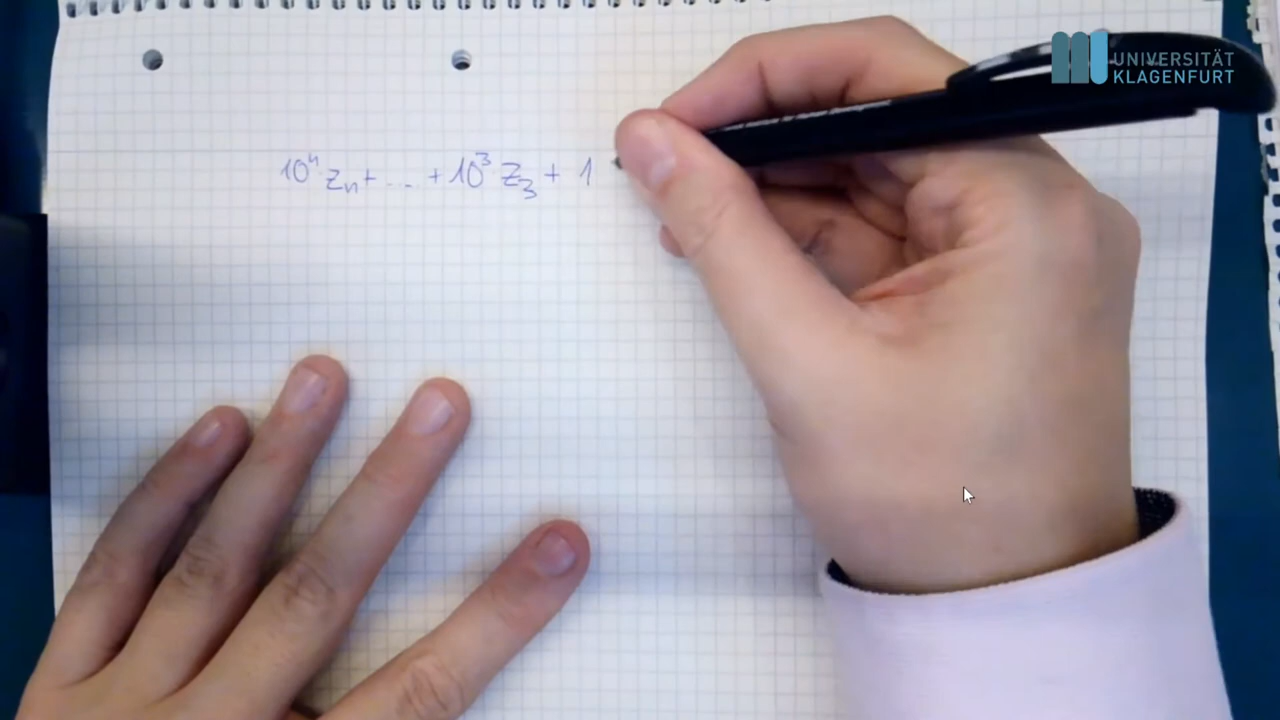 UNIVERSITÄT
KLAGENFURT
10ⁿ zₙ + ... + 10³ z₃ + 1